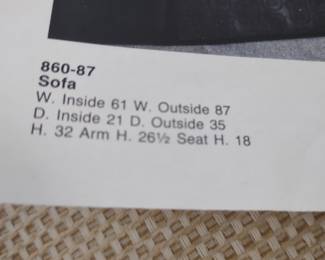 860-87
Sofa
W. Inside 61 W. Outside 87
D. Inside 21 D. Outside 35
H. 32 Arm H. 26½ Seat H. 18